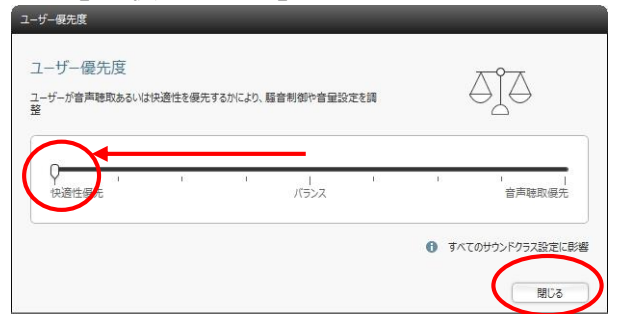 ユーザー優先度
ユーザー優先度
ユーザーが音声聴取あるいは快適性を優先するかにより、騒音制御や音量設定を調
整
快適性優先 バランス 音声聴取優先
すべてのサウンドクラス設定に影響
閉じる